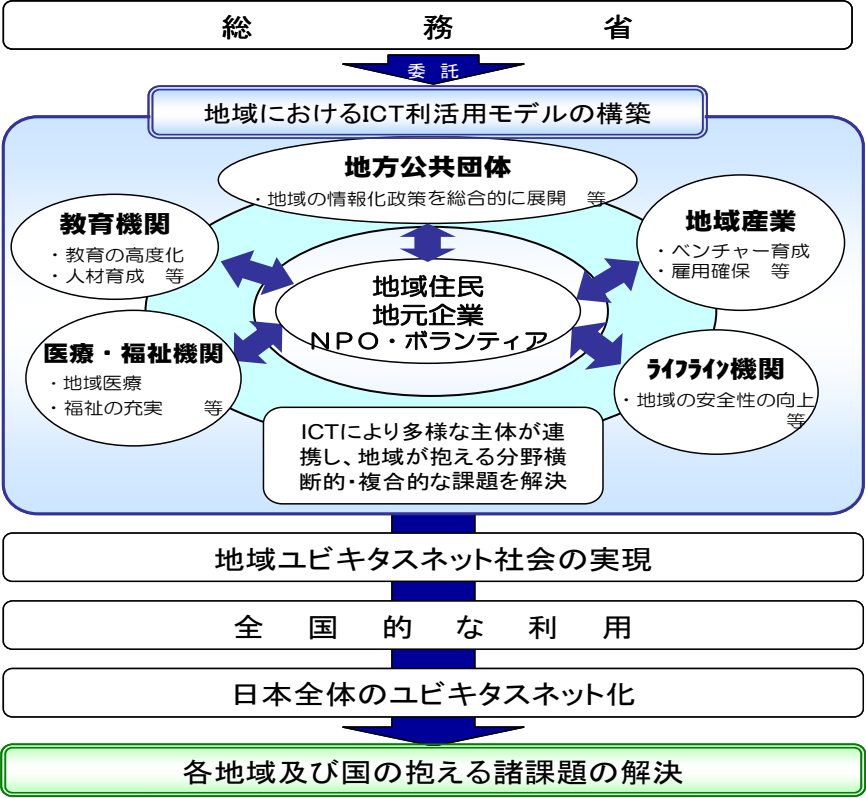 総務省
委託
地域におけるICT利活用モデルの構築
地方公共団体
・地域の情報化政策を総合的に展開　等
教育機関
・教育の高度化
・人材育成　等
地域産業
・ベンチャー育成
・雇用確保　等
地域住民
地元企業
NPO・ボランティア
医療・福祉機関
・地域医療
・福祉の充実　等
ﾗｲﾌﾗｲﾝ機関
・地域の安全性の向上
等
ICTにより多様な主体が連
携し、地域が抱える分野横
断的・複合的な課題を解決
地域ユビキタスネット社会の実現
全国的な利用
日本全体のユビキタスネット化
各地域及び国の抱える諸課題の解決